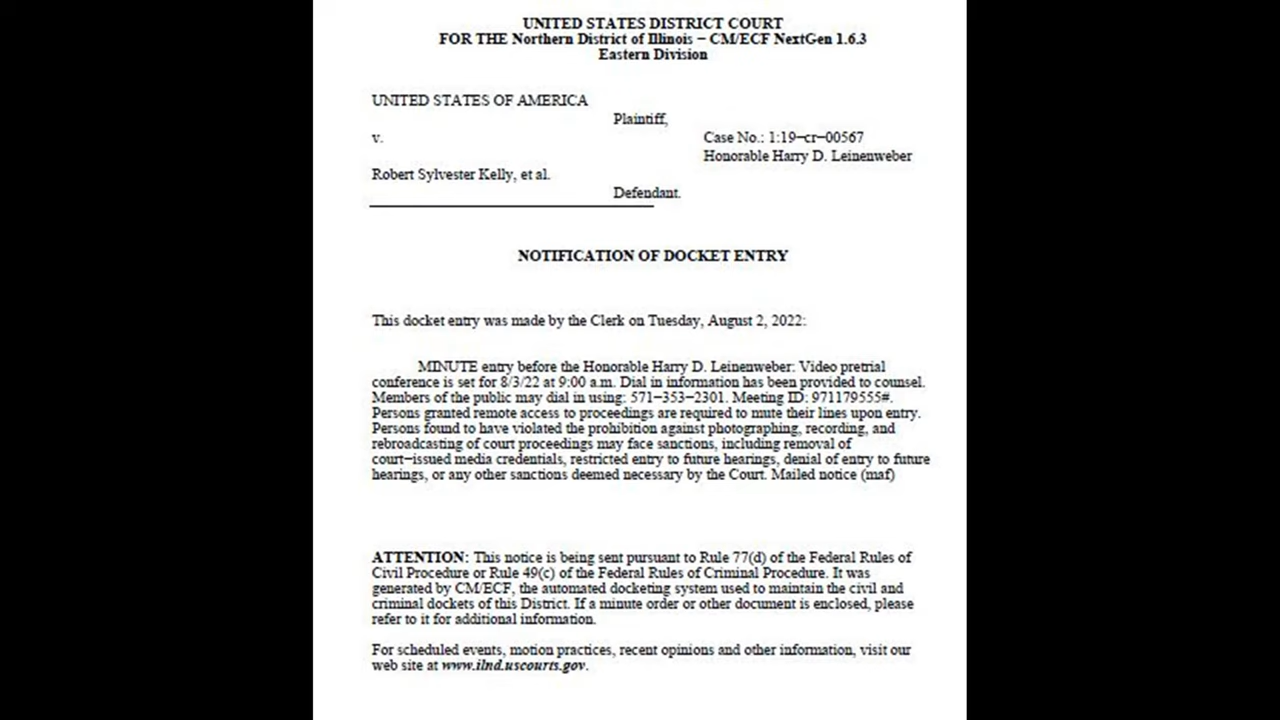 UNITED STATES DISTRICT COURT
FOR THE Northern District of Illinois − CM/ECF NextGen 1.6.3
Eastern Division
UNITED STATES OF AMERICA
Plaintiff,
v.
Case No.: 1:19−cr−00567
Honorable Harry D. Leinenweber
Robert Sylvester Kelly, et al.
Defendant.
NOTIFICATION OF DOCKET ENTRY
This docket entry was made by the Clerk on Tuesday, August 2, 2022:
MINUTE entry before the Honorable Harry D. Leinenweber: Video pretrial
conference is set for 8/3/22 at 9:00 a.m. Dial in information has been provided to counsel.
Members of the public may dial in using: 571−353−2301. Meeting ID: 971179555#.
Persons granted remote access to proceedings are required to mute their lines upon entry.
Persons found to have violated the prohibition against photographing, recording, and
rebroadcasting of court proceedings may face sanctions, including removal of
court−issued media credentials, restricted entry to future hearings, denial of entry to future
hearings, or any other sanctions deemed necessary by the Court. Mailed notice (maf)
ATTENTION: This notice is being sent pursuant to Rule 77(d) of the Federal Rules of
Civil Procedure or Rule 49(c) of the Federal Rules of Criminal Procedure. It was
generated by CM/ECF, the automated docketing system used to maintain the civil and
criminal dockets of this District. If a minute order or other document is enclosed, please
refer to it for additional information.
For scheduled events, motion practices, recent opinions and other information, visit our
web site at www.ilnd.uscourts.gov.